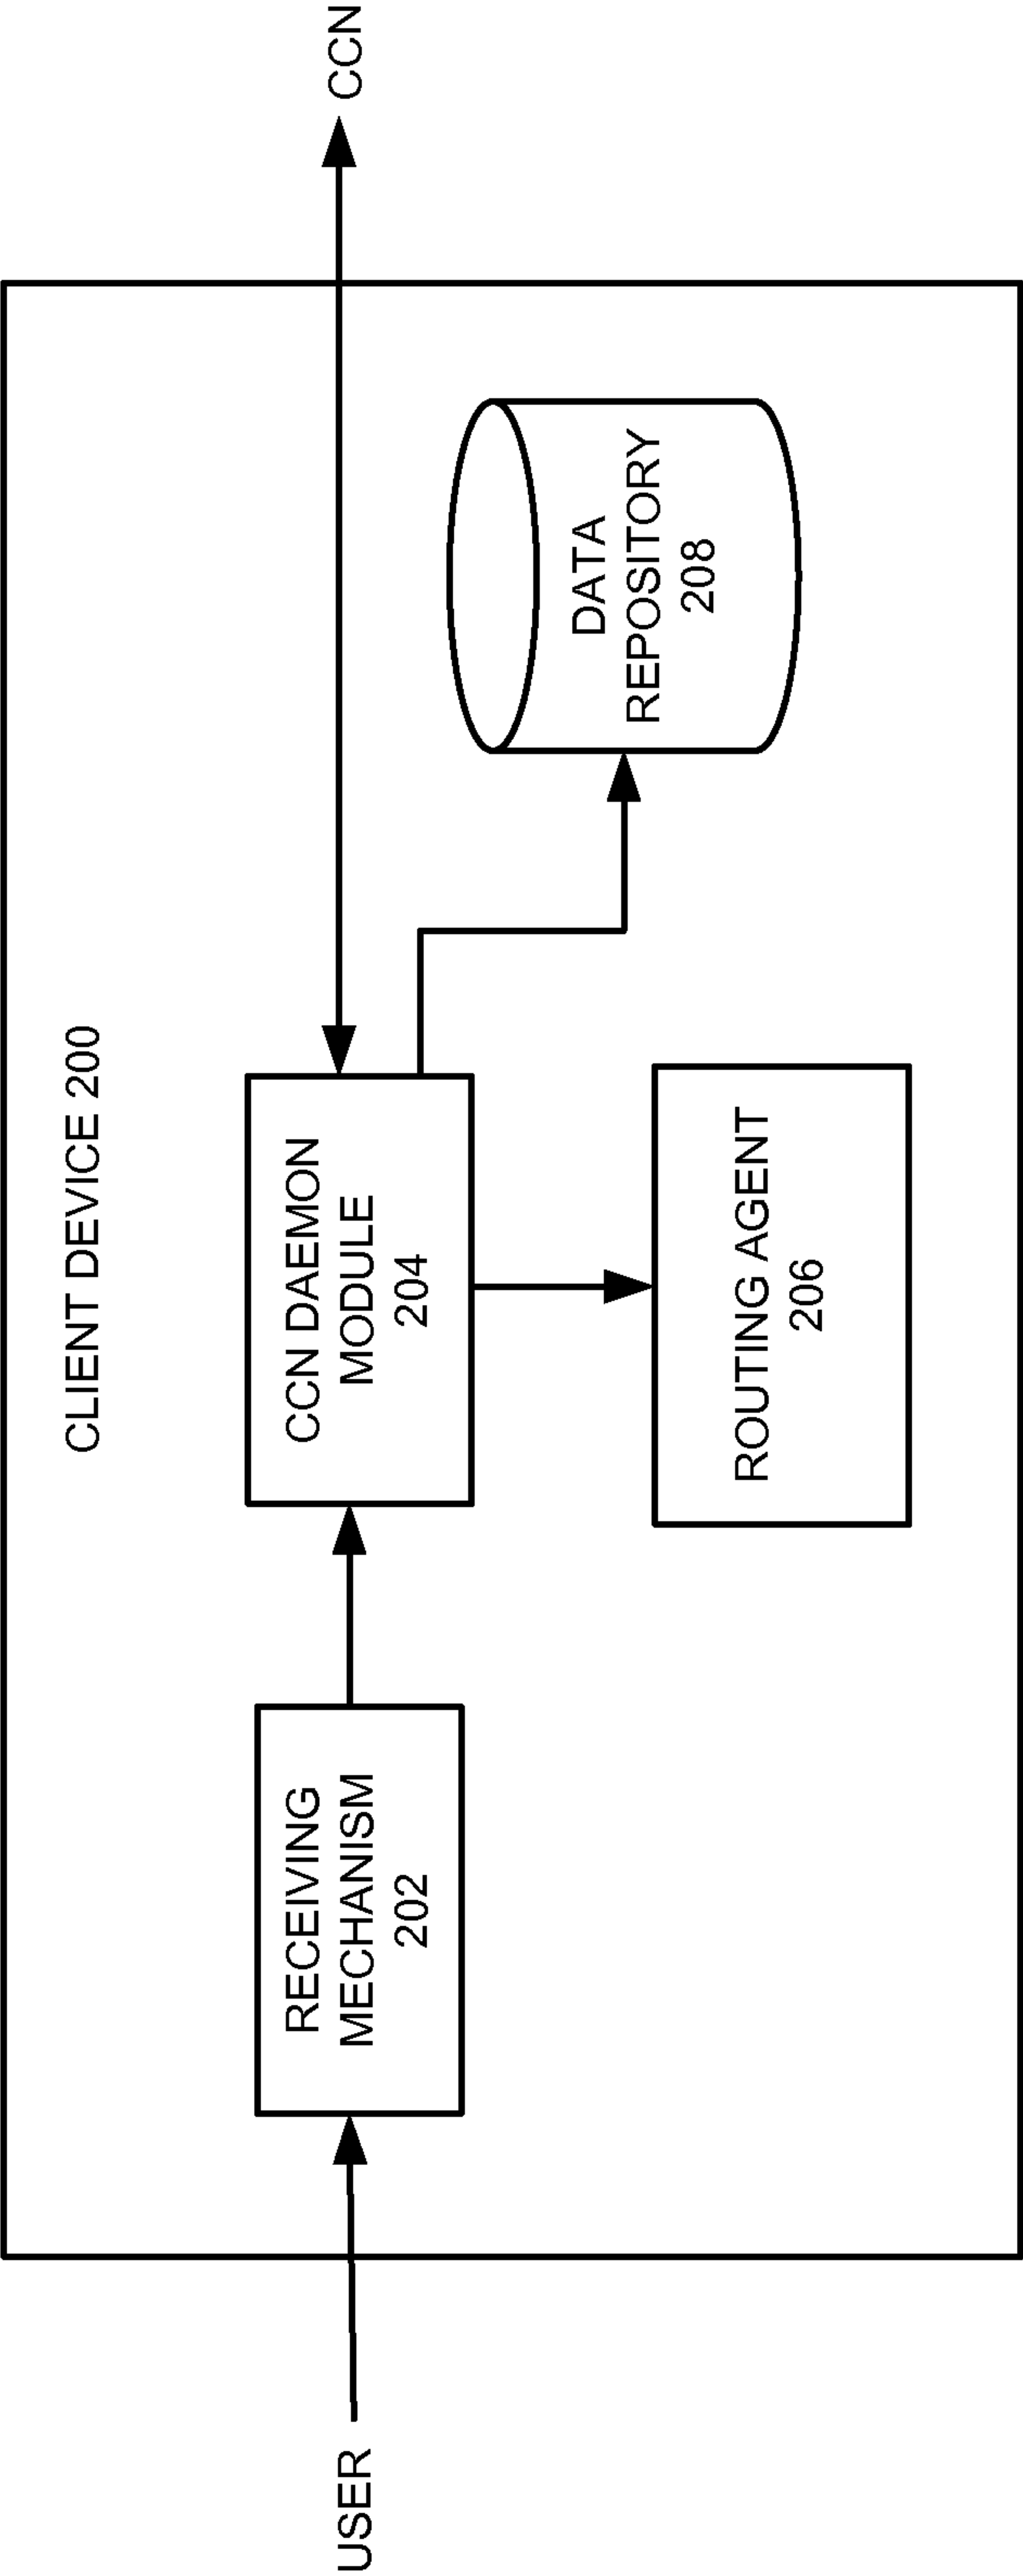 CLIENT DEVICE 200
USER
RECEIVING
MECHANISM
202
CCN DAEMON
MODULE
204
CCN
ROUTING AGENT
206
DATA
REPOSITORY
208